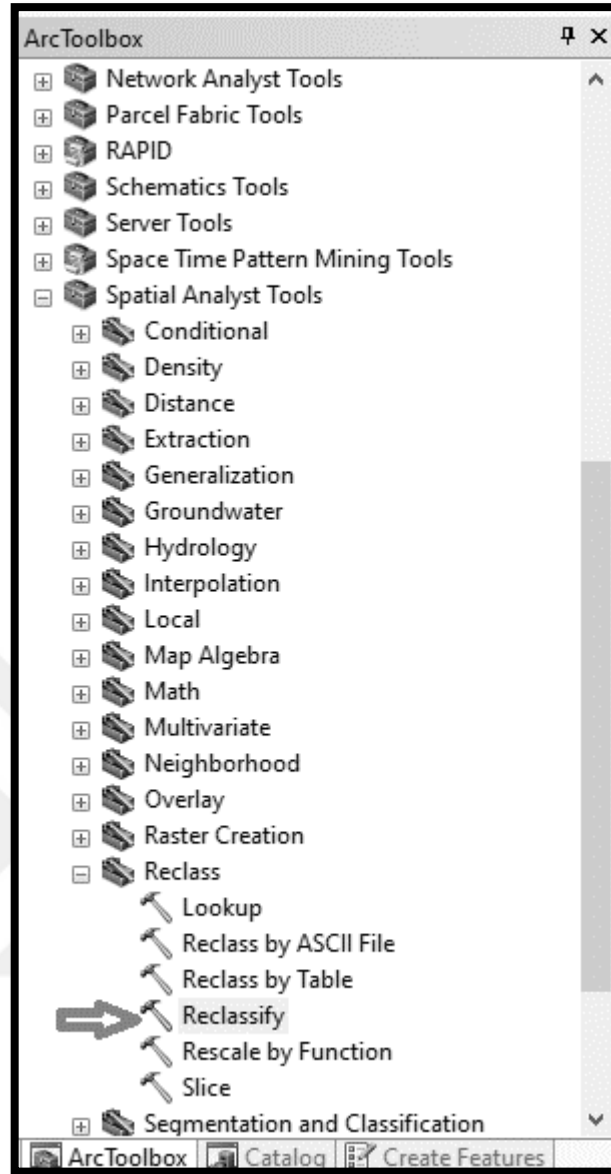 ArcToolbox
Network Analyst Tools
Parcel Fabric Tools
RAPID
Schematics Tools
Server Tools
Space Time Pattern Mining Tools
Spatial Analyst Tools
Conditional
Density
Distance
Extraction
Generalization
Groundwater
Hydrology
Interpolation
Local
Map Algebra
Math
Multivariate
Neighborhood
Overlay
Raster Creation
Reclass
Lookup
Reclass by ASCII File
Reclass by Table
Reclassify
Rescale by Function
Slice
Segmentation and Classification
ArcToolbox Catalog Create Features